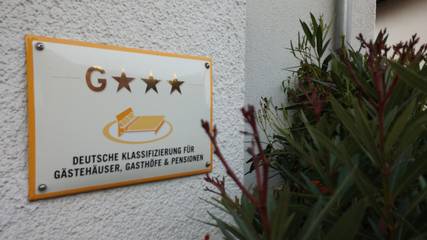 G★★★
DEUTSCHE KLASSIFIZIERUNG FÜR
GÄSTEHÄUSER, GASTHÖFE & PENSIONEN